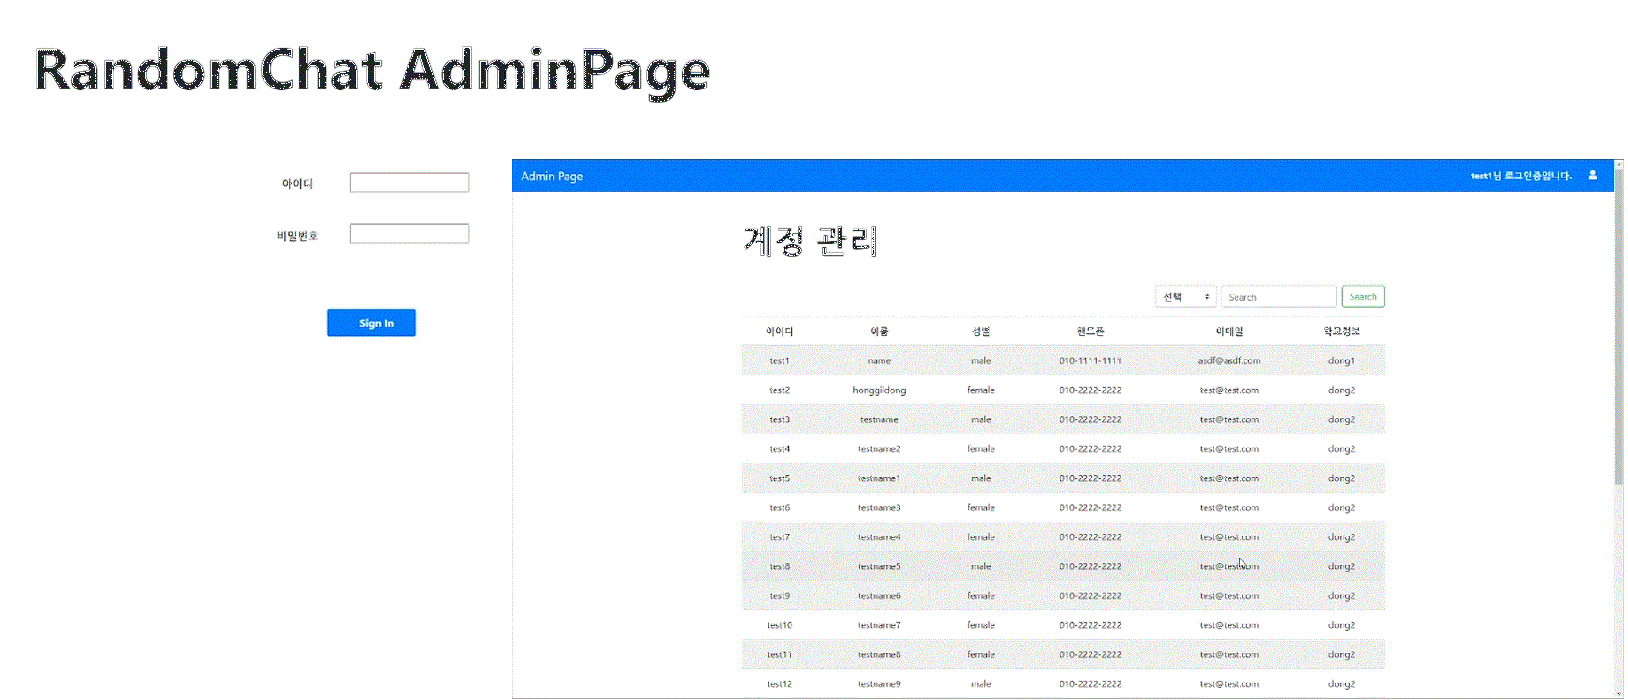 RandomChat AdminPage
아이디
비밀번호
Sign In
Admin Page
test1님 로그인중입니다.
계정 관리
선택 Search Search
아이디 이름 성별 핸드폰 이메일 학교정보
test1 name male 010-1111-1111 asdf@asdf.com dong1
test2 honggildong female 010-2222-2222 test@test.com dong2
test3 testname male 010-2222-2222 test@test.com dong2
test4 testname2 female 010-2222-2222 test@test.com dong2
test5 testname1 male 010-2222-2222 test@test.com dong2
test6 testname3 female 010-2222-2222 test@test.com dong2
test7 testname4 female 010-2222-2222 test@test.com dong2
test8 testname5 male 010-2222-2222 test@test.com dong2
test9 testname6 female 010-2222-2222 test@test.com dong2
test10 testname7 female 010-2222-2222 test@test.com dong2
test11 testname8 female 010-2222-2222 test@test.com dong2
test12 testname9 male 010-2222-2222 test@test.com dong2